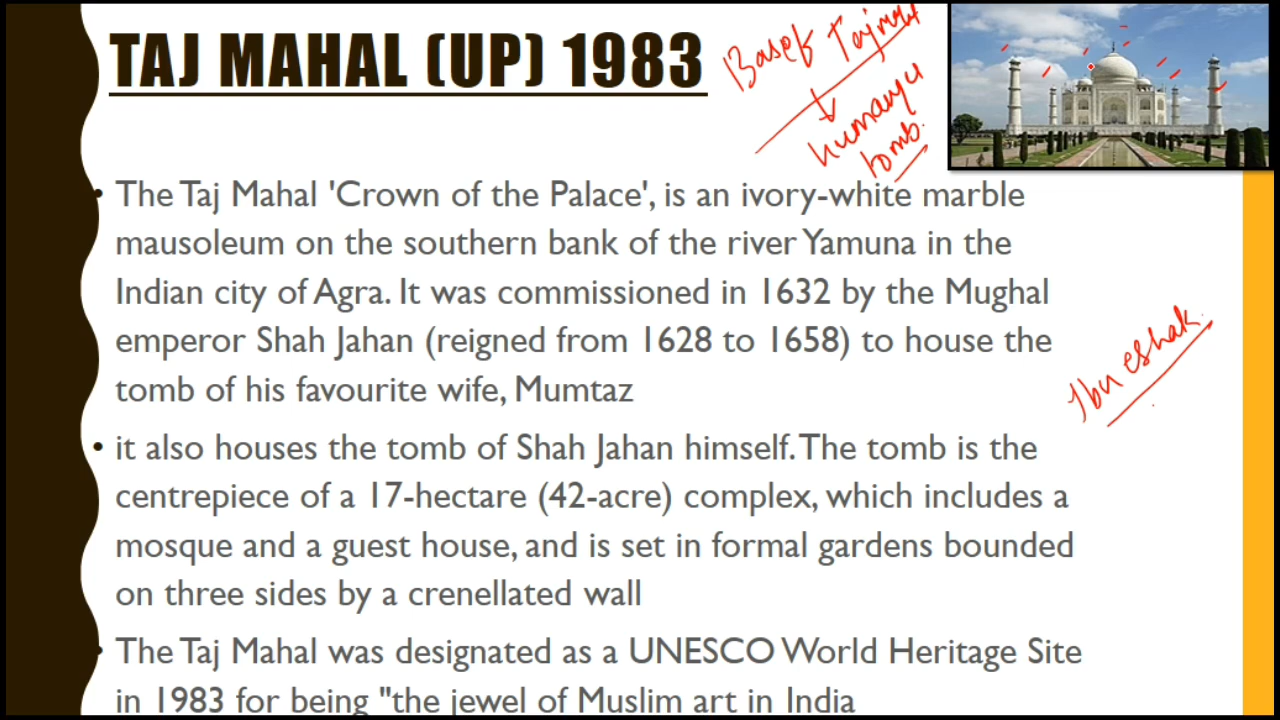 TAJ MAHAL (UP) 1983
Base of Tajmahal
humanyu
tomb.
• The Taj Mahal 'Crown of the Palace', is an ivory-white marble
mausoleum on the southern bank of the river Yamuna in the
Indian city of Agra. It was commissioned in 1632 by the Mughal
emperor Shah Jahan (reigned from 1628 to 1658) to house the
tomb of his favourite wife, Mumtaz
Ibu eshak
• it also houses the tomb of Shah Jahan himself. The tomb is the
centrepiece of a 17-hectare (42-acre) complex, which includes a
mosque and a guest house, and is set in formal gardens bounded
on three sides by a crenellated wall
• The Taj Mahal was designated as a UNESCO World Heritage Site
in 1983 for being "the jewel of Muslim art in India